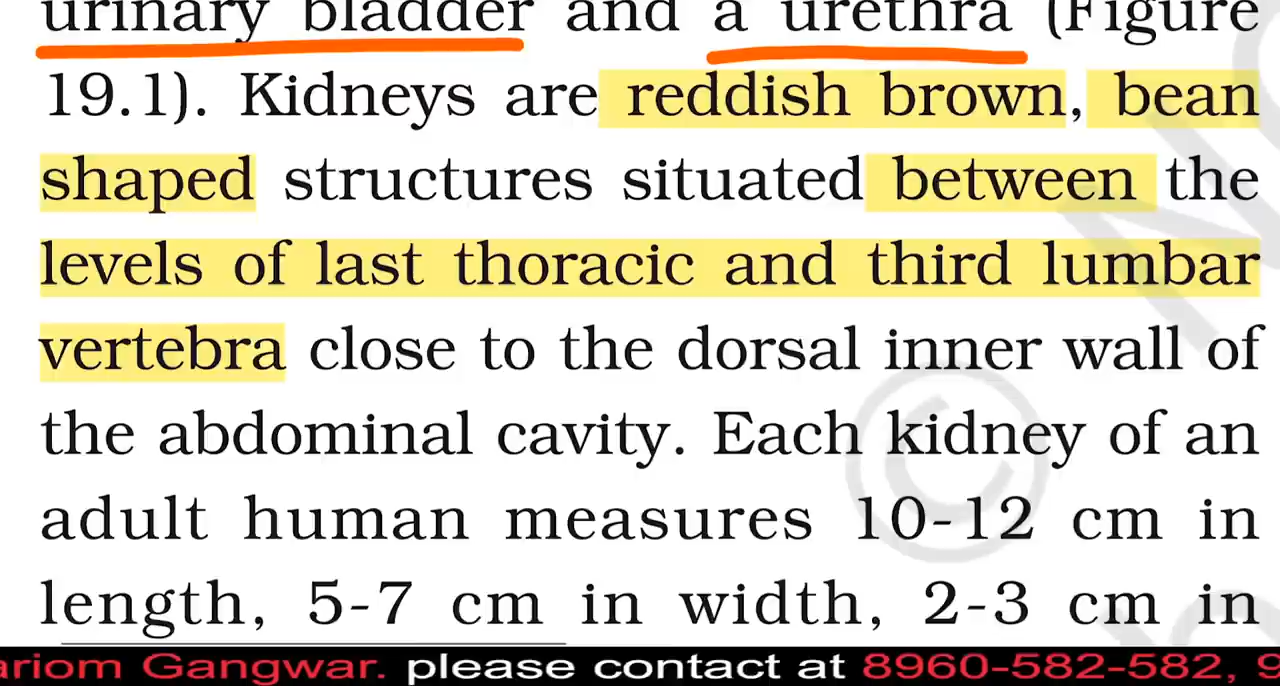 urinary bladder and a urethra (Figure
19.1). Kidneys are reddish brown, bean
shaped structures situated between the
levels of last thoracic and third lumbar
vertebra close to the dorsal inner wall of
the abdominal cavity. Each kidney of an
adult human measures 10-12 cm in
length, 5-7 cm in width, 2-3 cm in
ariom Gangwar. please contact at 8960-582-582, 9